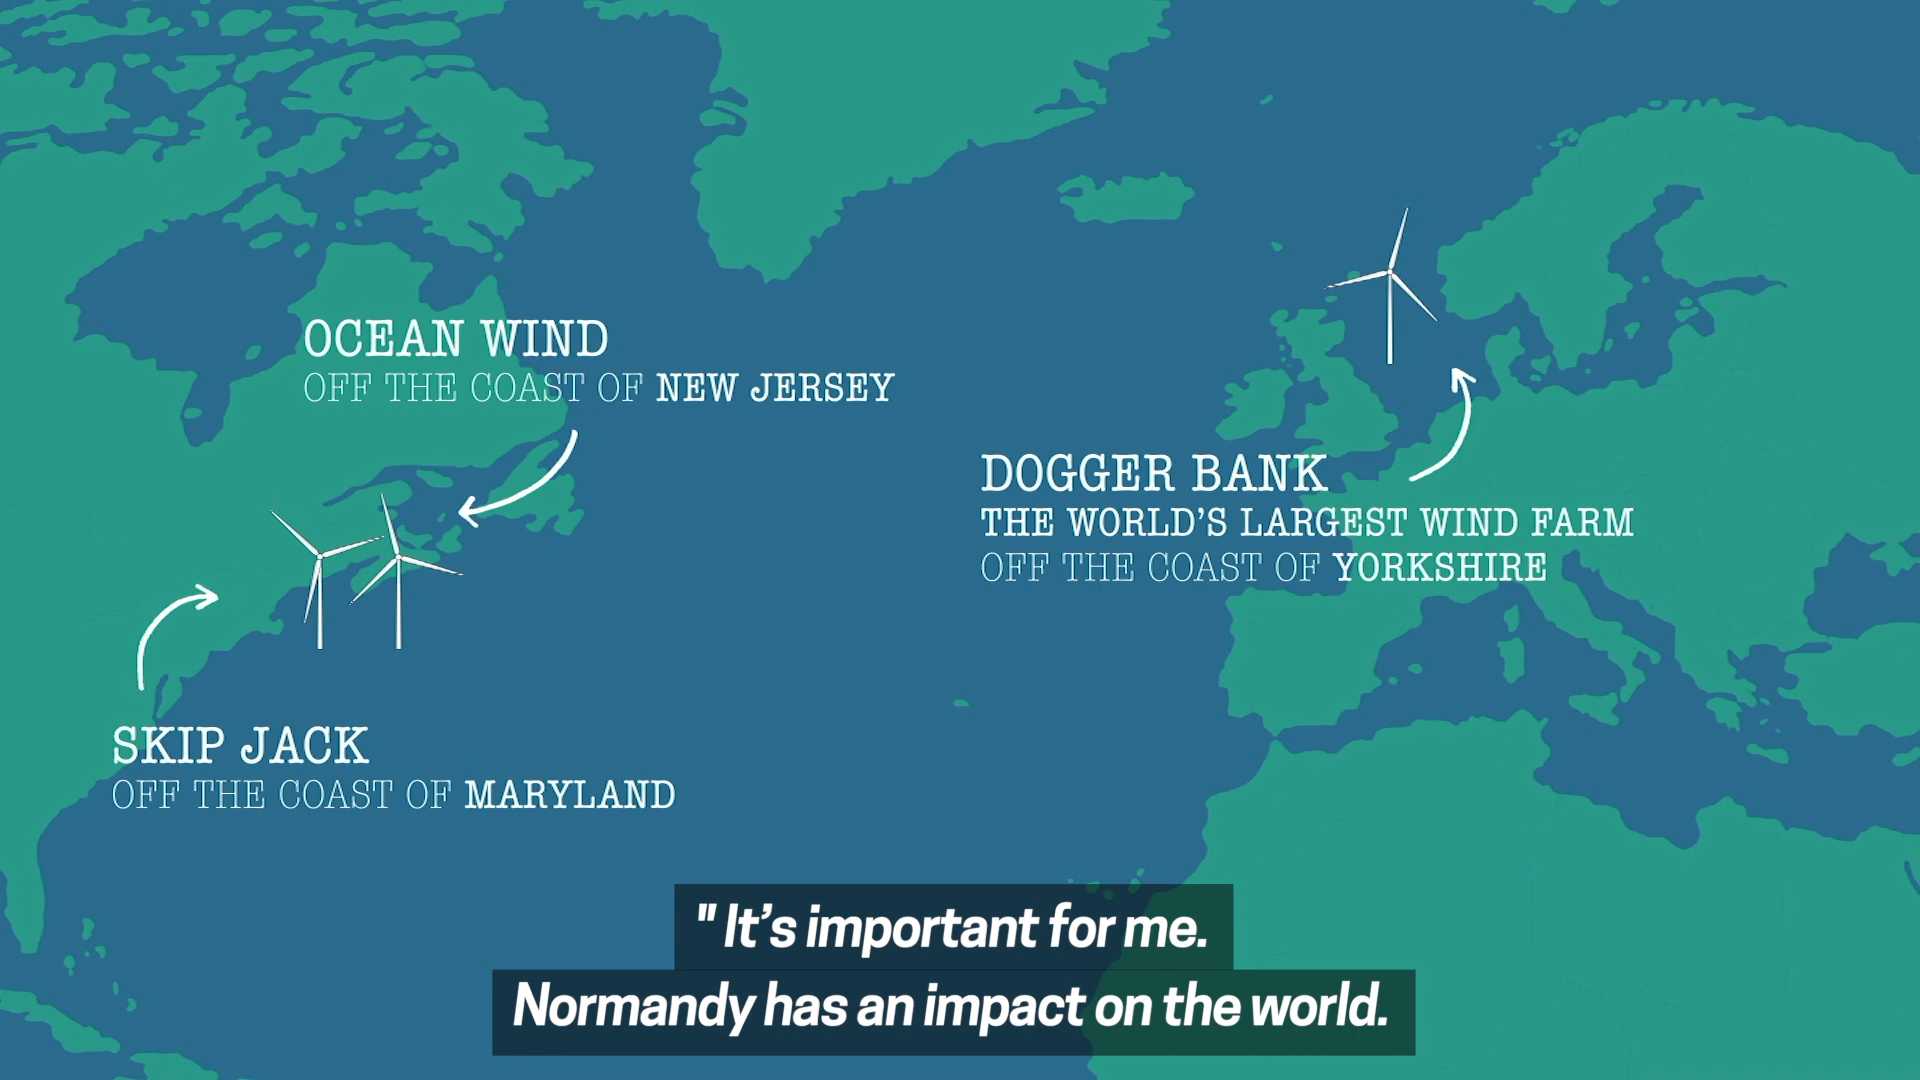 OCEAN WIND
OFF THE COAST OF NEW JERSEY
DOGGER BANK
THE WORLD'S LARGEST WIND FARM
OFF THE COAST OF YORKSHIRE
SKIP JACK
OFF THE COAST OF MARYLAND
" It’s important for me.
Normandy has an impact on the world.